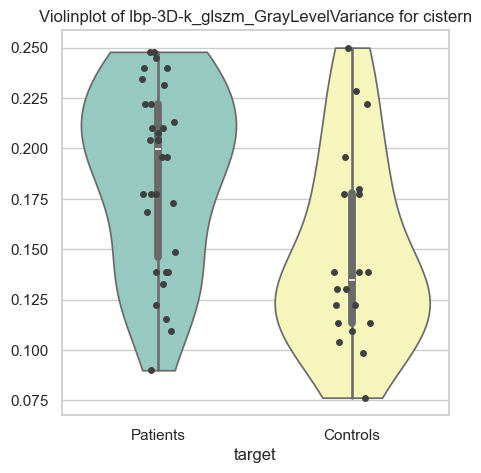 Violinplot of lbp-3D-k_glszm_GrayLevelVariance for cistern
0.250
0.225
0.200
0.175
0.150
0.125
0.100
0.075
Patients
Controls
target